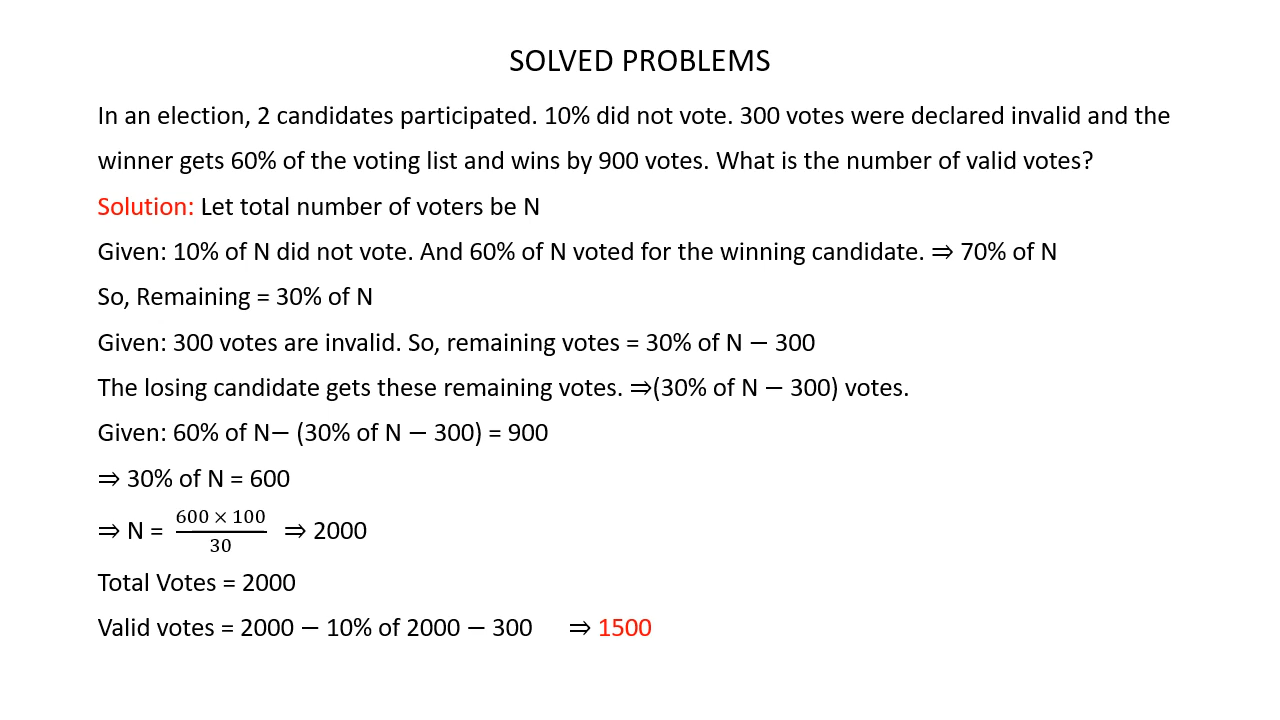 SOLVED PROBLEMS
In an election, 2 candidates participated. 10% did not vote. 300 votes were declared invalid and the
winner gets 60% of the voting list and wins by 900 votes. What is the number of valid votes?
Solution: Let total number of voters be N
Given: 10% of N did not vote. And 60% of N voted for the winning candidate. ⇒ 70% of N
So, Remaining = 30% of N
Given: 300 votes are invalid. So, remaining votes = 30% of N − 300
The losing candidate gets these remaining votes. ⇒(30% of N − 300) votes.
Given: 60% of N− (30% of N − 300) = 900
⇒ 30% of N = 600
⇒ N = 600 × 100 / 30 ⇒ 2000
Total Votes = 2000
Valid votes = 2000 − 10% of 2000 − 300 ⇒ 1500